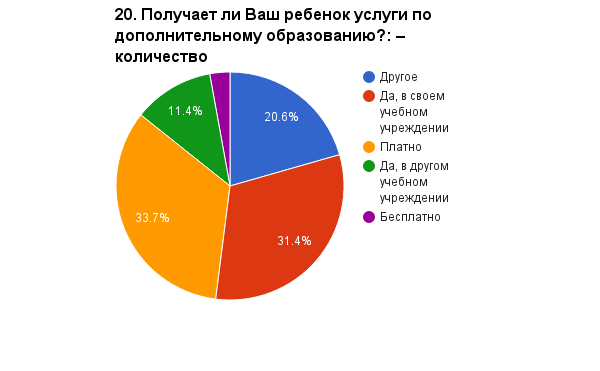 20. Получает ли Ваш ребенок услуги по
дополнительному образованию?: –
количество
Другое
Да, в своем
учебном
учреждении
Платно
Да, в другом
учебном
учреждении
Бесплатно
20.6%
31.4%
33.7%
11.4%